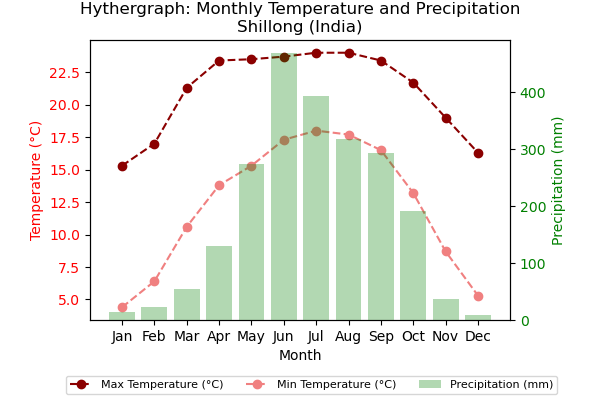 Hythergraph: Monthly Temperature and Precipitation
Shillong (India)
Temperature (°C)
22.5
20.0
17.5
15.0
12.5
10.0
7.5
5.0
Precipitation (mm)
400
300
200
100
0
Jan Feb Mar Apr May Jun Jul Aug Sep Oct Nov Dec
Month
Max Temperature (°C) Min Temperature (°C) Precipitation (mm)